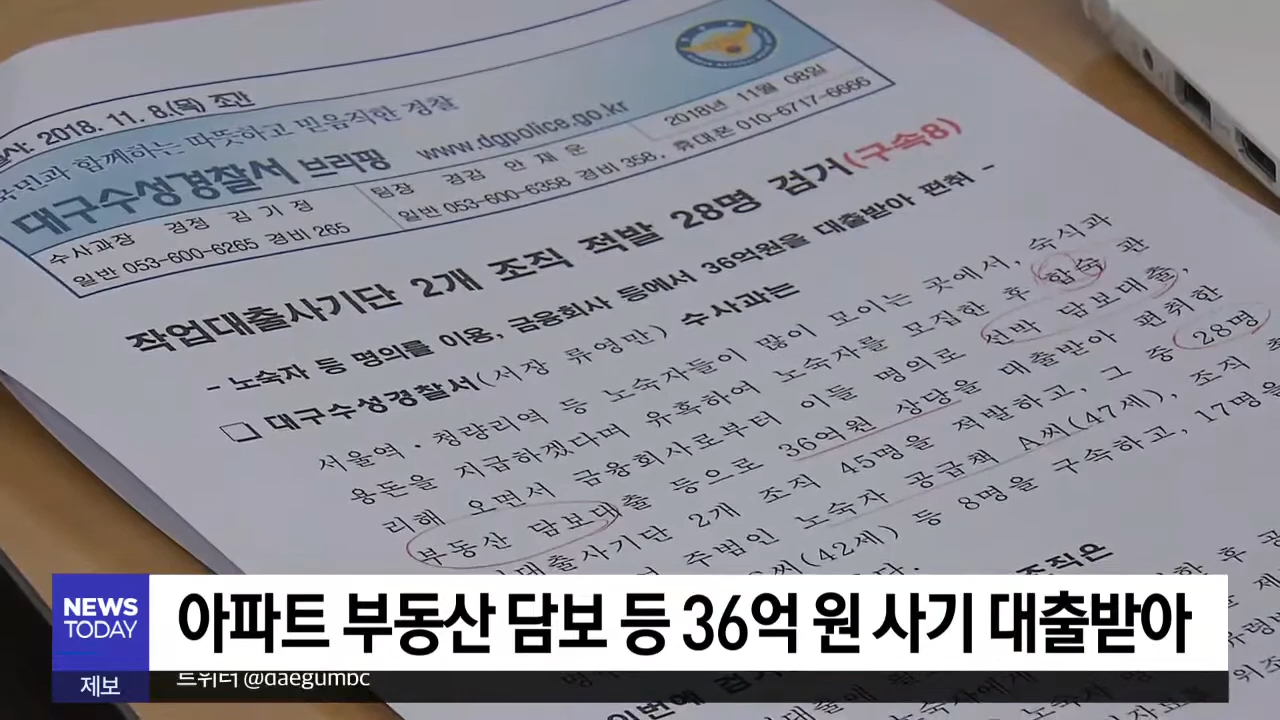 2018. 11. 8.(목) 조간
국민과 함께하는 따뜻하고 믿음직한 경찰
대구수성경찰서 브리핑
www.dgpolice.go.kr
2018년 11월 08일
수사과장 경정 김 기 정
팀장 경감 안 재 운
일반 053-600-6265 경비 265
일반 053-600-6358 경비 358, 휴대폰 010-6717-6666
작업대출사기단 2개 조직 적발 28명 검거(구속8)
- 노숙자 등 명의를 이용, 금융회사 등에서 36억원을 대출받아 편취 -
□ 대구수성경찰서(서장 류영만) 수사과는
서울역·청량리역 등 노숙자들이 많이 모이는 곳에서, 숙식과
용돈을 지급하겠다며 유혹하여 노숙자를 모집한 후 합숙 관
리해 오면서 금융회사로부터 이들 명의로 선박 담보대출,
부동산 담보대출 등으로 36억원 상당을 대출받아 편취한
대출사기단 2개 조직 45명을 적발하고, 그 중 28명
주범인 노숙자 공급책 A씨(47세), 조직
씨(42세) 등 8명을 구속하고, 17명을
조직은
NEWS
TODAY
아파트 부동산 담보 등 36억 원 사기 대출받아
제보
트위터 @daegumbc